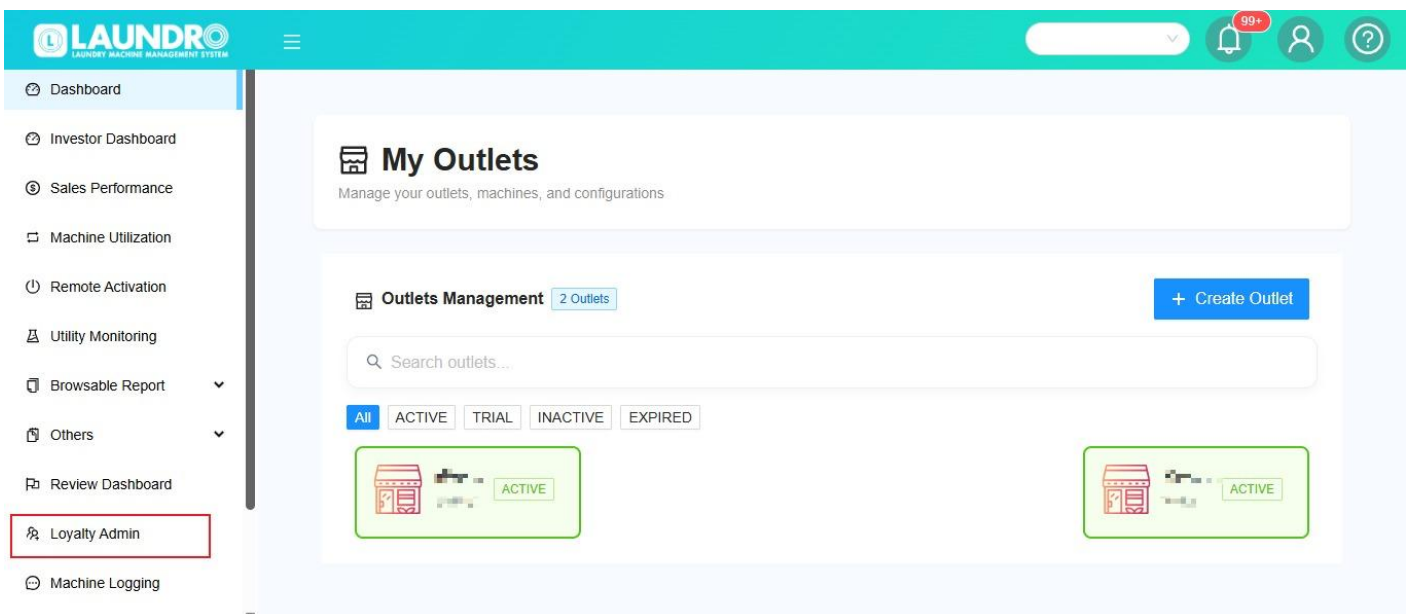 LAUNDRO
LAUNDRY MACHINE MANAGEMENT SYSTEM
99+
Dashboard
Investor Dashboard
Sales Performance
Machine Utilization
Remote Activation
Utility Monitoring
Browsable Report
Others
Review Dashboard
Loyalty Admin
Machine Logging
My Outlets
Manage your outlets, machines, and configurations
Outlets Management 2 Outlets
+ Create Outlet
Search outlets...
All ACTIVE TRIAL INACTIVE EXPIRED
ACTIVE
ACTIVE